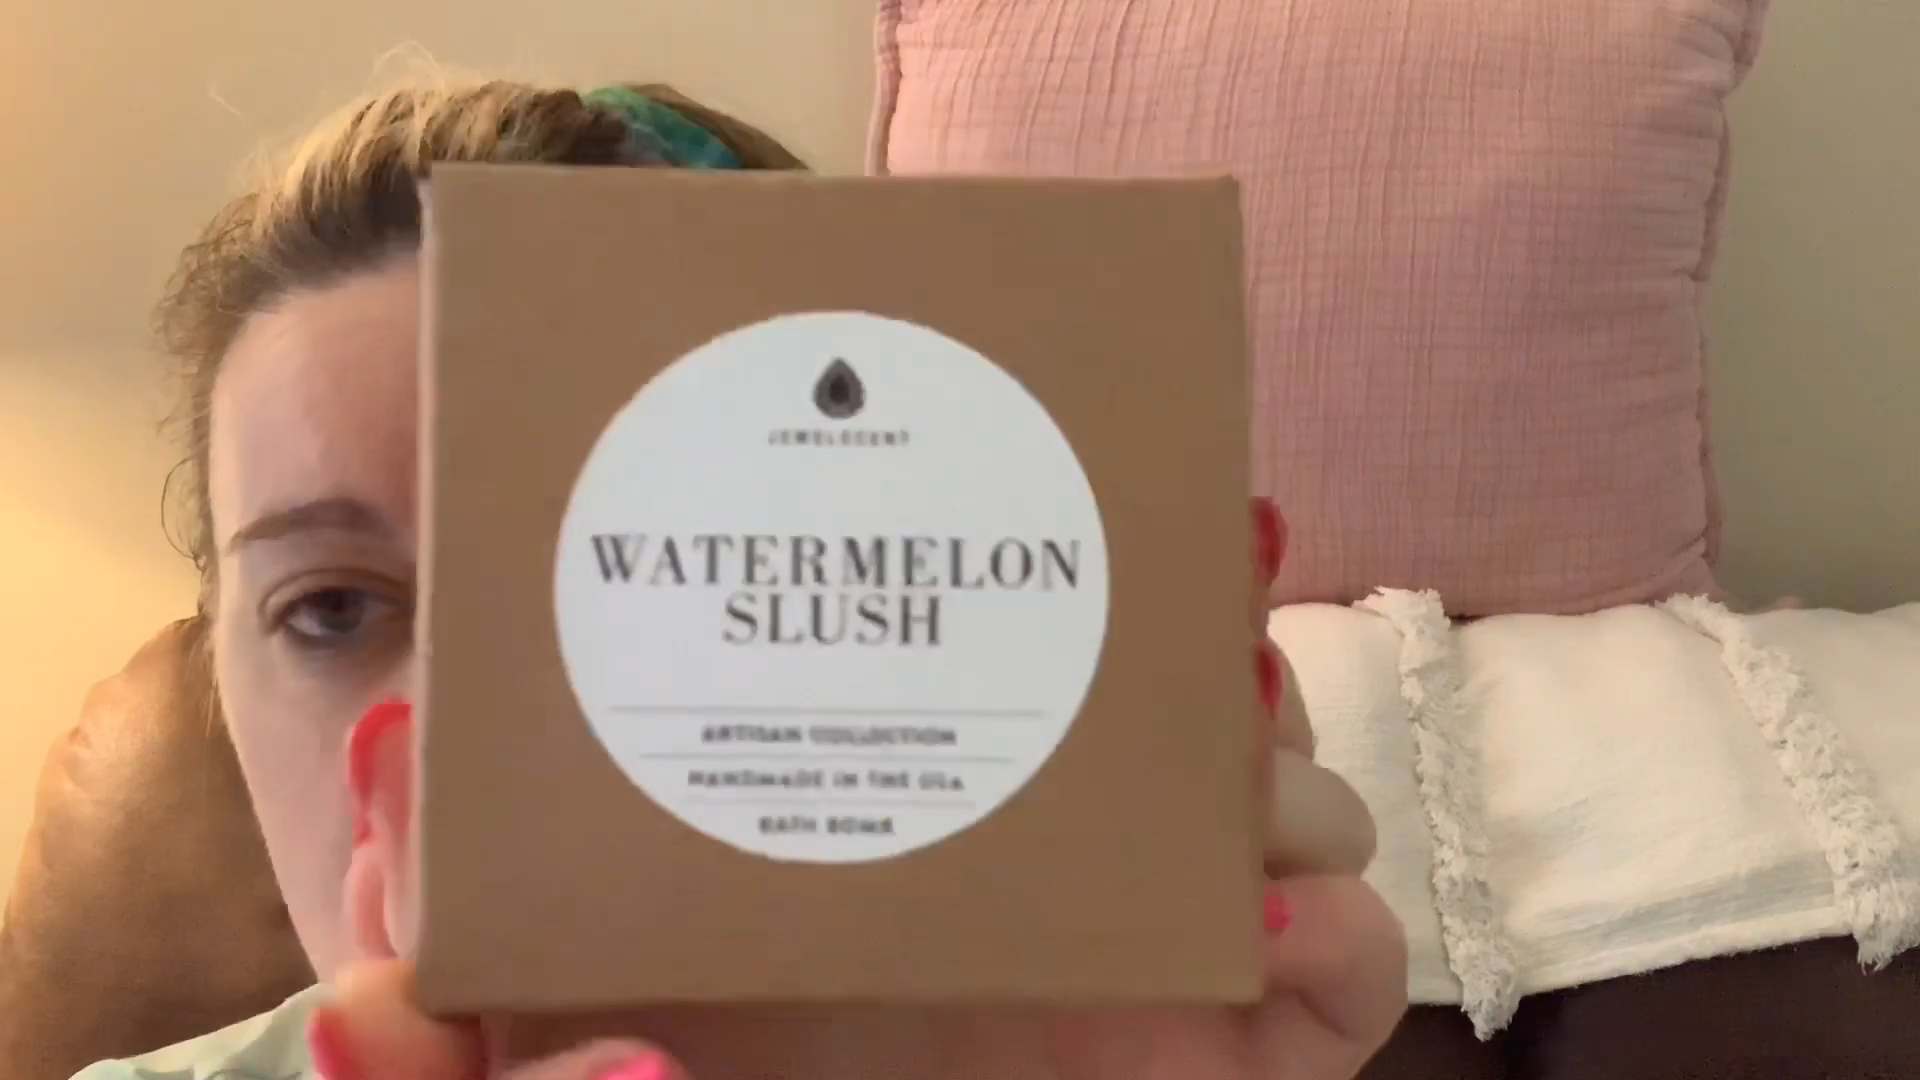 JEWELSCENT
WATERMELON
SLUSH
ARTISAN COLLECTION
HANDMADE IN THE USA
BATH BOMB